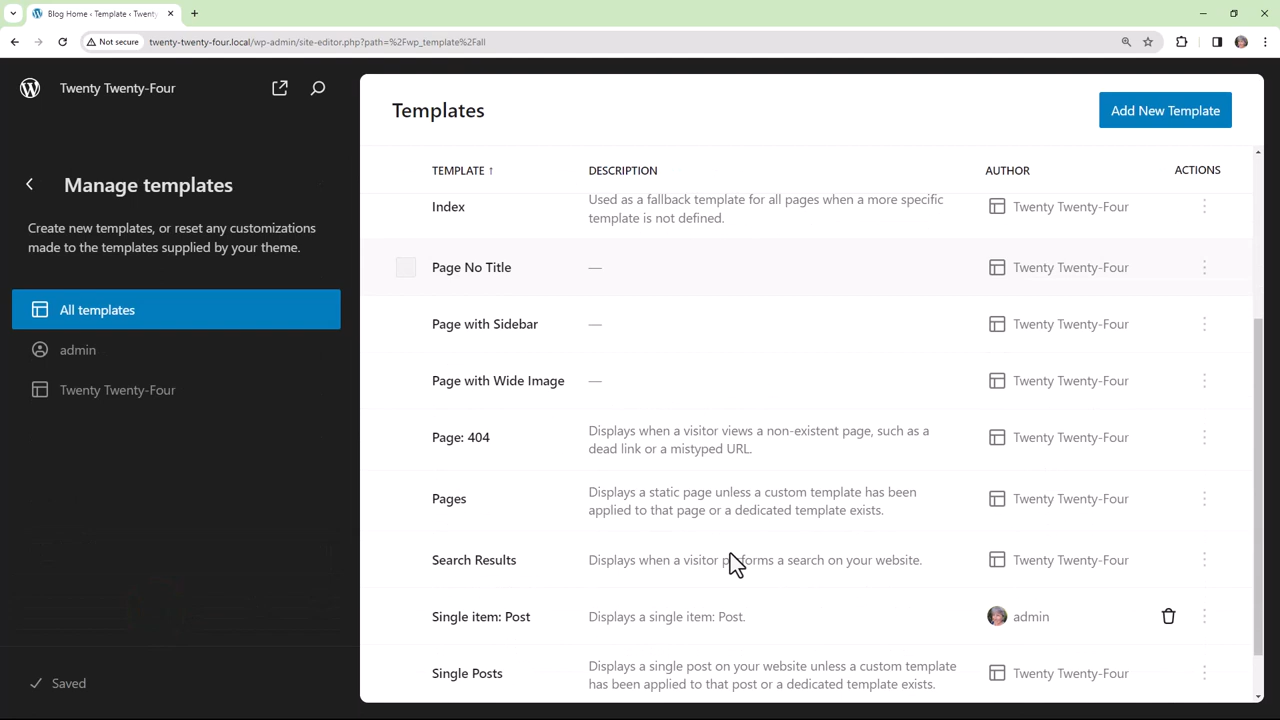 Blog Home ‹ Template ‹ Twenty
Not secure
twenty-twenty-four.local/wp-admin/site-editor.php?path=%2Fwp_template%2Fall
Twenty Twenty-Four
Manage templates
Create new templates, or reset any customizations
made to the templates supplied by your theme.
All templates
admin
Twenty Twenty-Four
Saved
Templates
Add New Template
TEMPLATE ↑ DESCRIPTION AUTHOR ACTIONS
Index
Used as a fallback template for all pages when a more specific
template is not defined.
Twenty Twenty-Four
Page No Title — Twenty Twenty-Four
Page with Sidebar — Twenty Twenty-Four
Page with Wide Image — Twenty Twenty-Four
Page: 404
Displays when a visitor views a non-existent page, such as a
dead link or a mistyped URL.
Twenty Twenty-Four
Pages
Displays a static page unless a custom template has been
applied to that page or a dedicated template exists.
Twenty Twenty-Four
Search Results Displays when a visitor performs a search on your website. Twenty Twenty-Four
Single item: Post Displays a single item: Post. admin
Single Posts
Displays a single post on your website unless a custom template
has been applied to that post or a dedicated template exists.
Twenty Twenty-Four